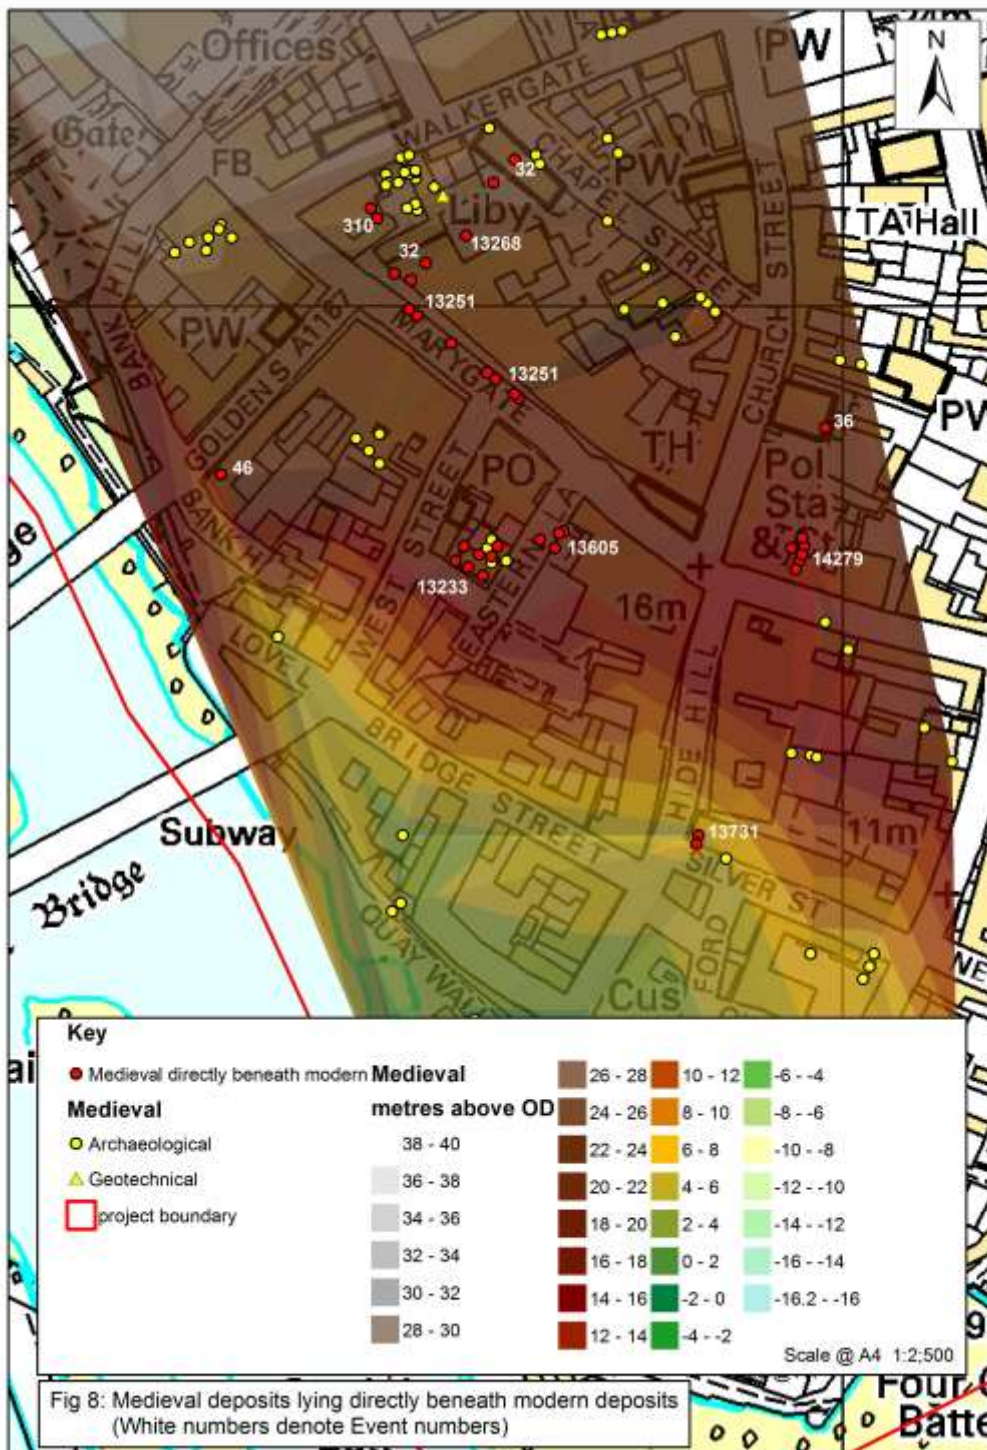 Offices
PW
N
Gate
WALKERGATE
FB
CHAPEL STREET
PW
32
Liby
310
13268
TA Hall
32
BANK HILL
13251
MARYGATE
CHURCH STREET
PW
GOLDEN SQ A1167
13251
36
PW
46
PO
TH
Pol
Sta
& Ct
BANK H
WEST STREET
13605
14279
13233
EASTERN LA
16m
LOVELL
HIDE HILL
BRIDGE STREET
Subway
13731
11m
SILVER ST
Bridge
QUAY WALL
FORD
Cus
NE
Key
Medieval directly beneath modern
Medieval
Archaeological
Geotechnical
project boundary
Medieval
metres above OD
38 - 40
36 - 38
34 - 36
32 - 34
30 - 32
28 - 30
26 - 28
24 - 26
22 - 24
20 - 22
18 - 20
16 - 18
14 - 16
12 - 14
10 - 12
8 - 10
6 - 8
4 - 6
2 - 4
0 - 2
-2 - 0
-4 - -2
-6 - -4
-8 - -6
-10 - -8
-12 - -10
-14 - -12
-16 - -14
-16.2 - -16
Scale @ A4 1:2;500
Fig 8: Medieval deposits lying directly beneath modern deposits
(White numbers denote Event numbers)
Four
Batte